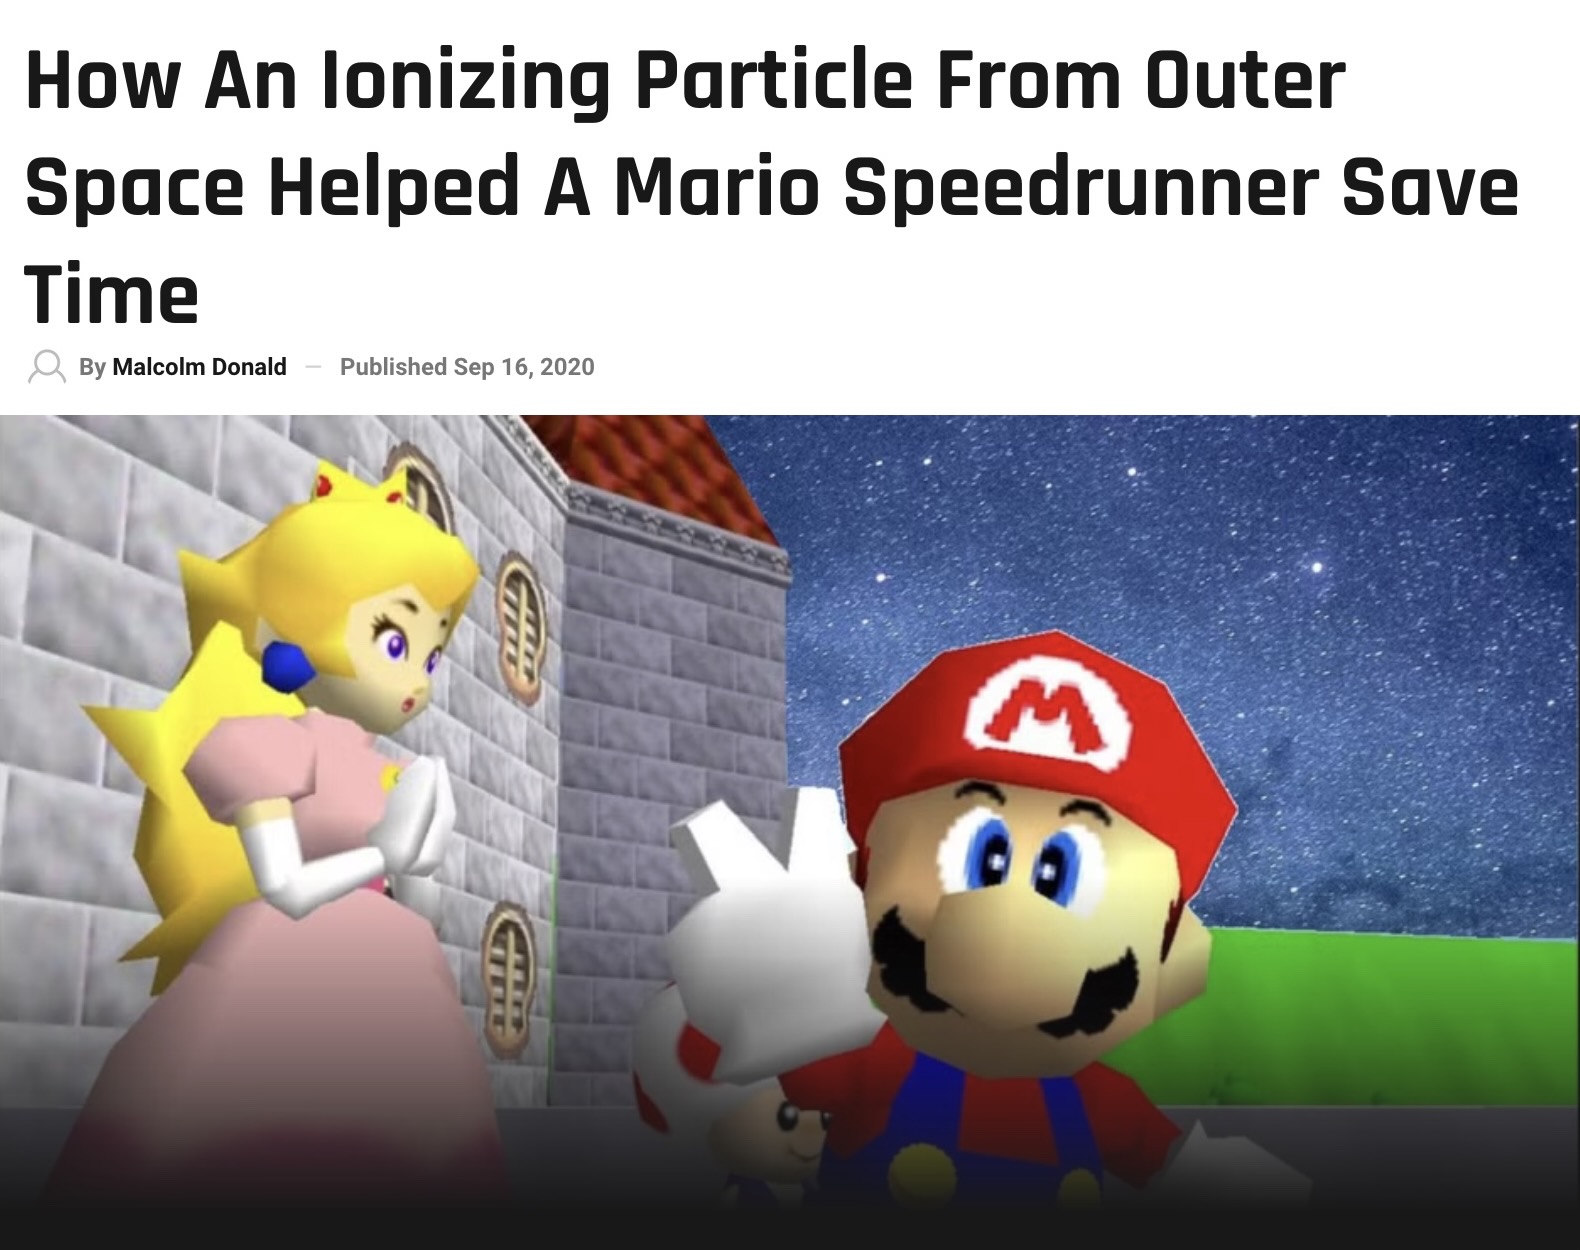 How An Ionizing Particle From Outer
Space Helped A Mario Speedrunner Save
Time
By Malcolm Donald — Published Sep 16, 2020
M